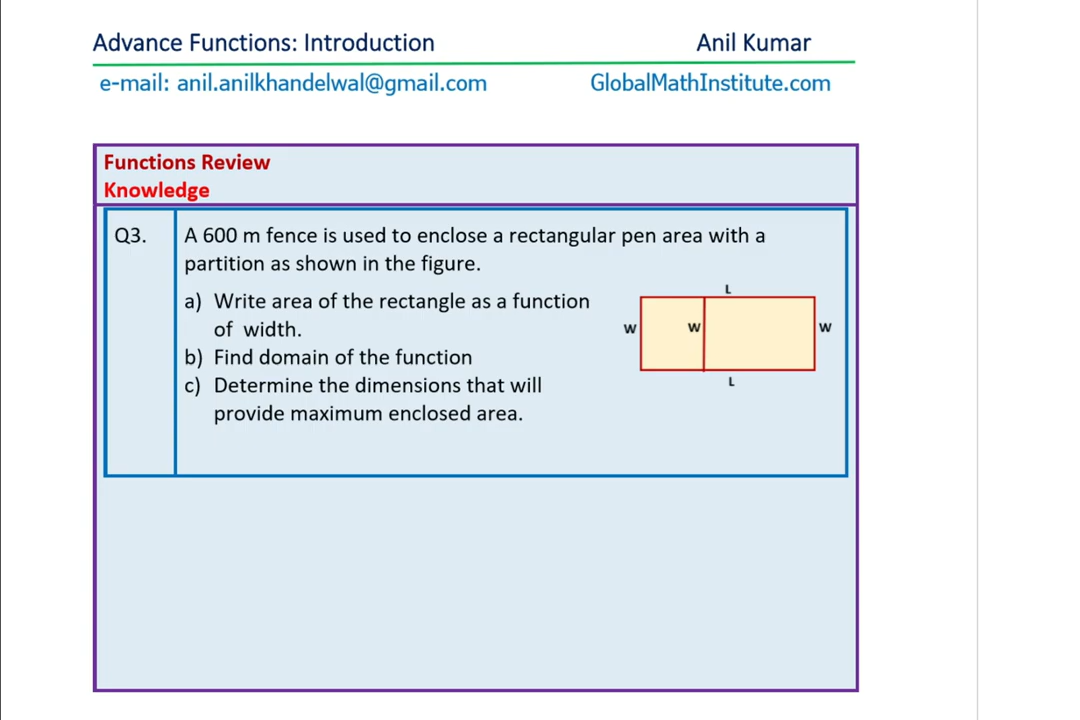 Advance Functions: Introduction Anil Kumar
e-mail: anil.anilkhandelwal@gmail.com GlobalMathInstitute.com
Functions Review
Knowledge
Q3. A 600 m fence is used to enclose a rectangular pen area with a
partition as shown in the figure.
a) Write area of the rectangle as a function
of width.
b) Find domain of the function
c) Determine the dimensions that will
provide maximum enclosed area.
L
W W W
L